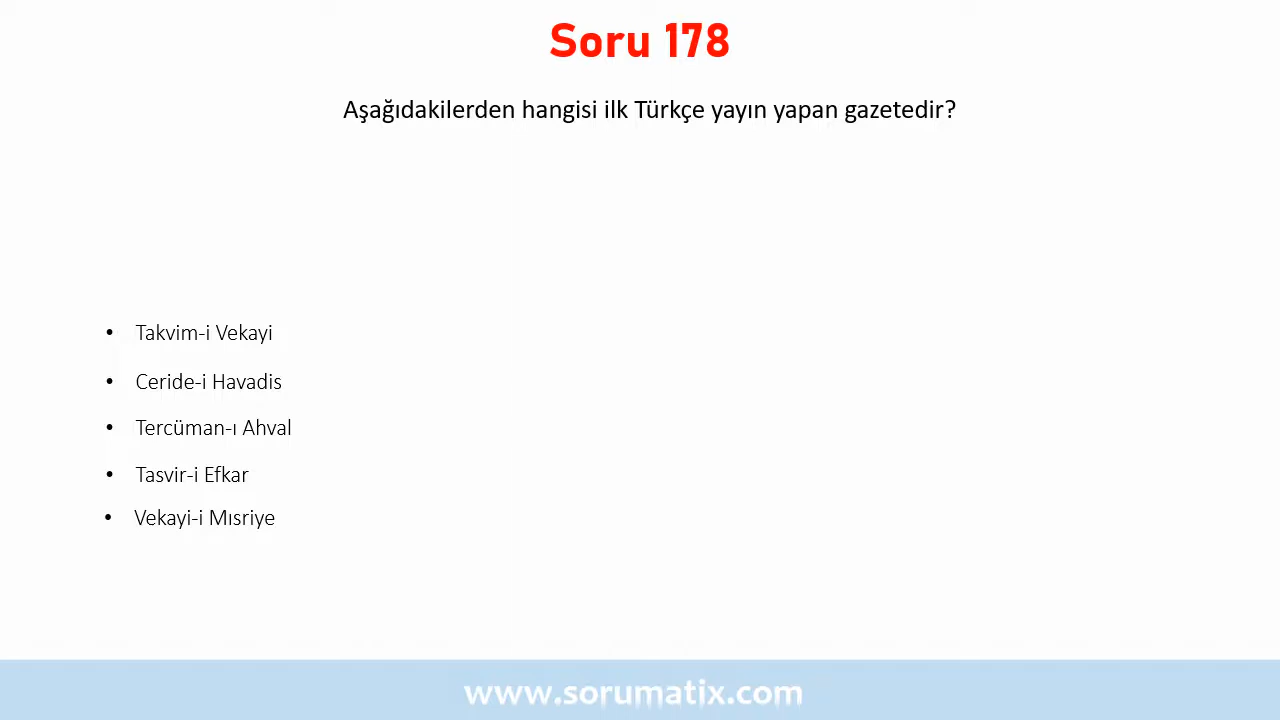 Soru 178
Aşağıdakilerden hangisi ilk Türkçe yayın yapan gazetedir?
• Takvim-i Vekayi
• Ceride-i Havadis
• Tercüman-ı Ahval
• Tasvir-i Efkar
• Vekayi-i Mısriye
www.sorumatix.com